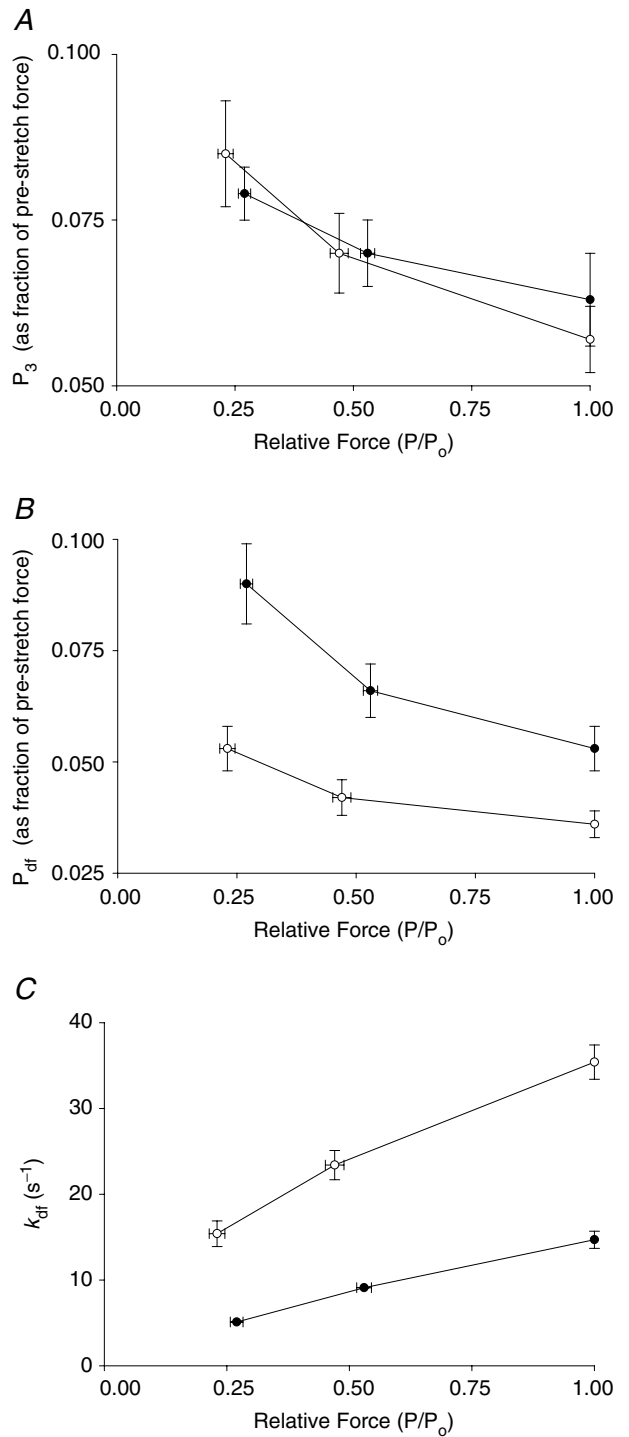 A
P3 (as fraction of pre-stretch force)
0.100
0.075
0.050
0.00 0.25 0.50 0.75 1.00
Relative Force (P/Po)
B
Pdf (as fraction of pre-stretch force)
0.100
0.075
0.050
0.025
0.00 0.25 0.50 0.75 1.00
Relative Force (P/Po)
C
kdf (s⁻¹)
40
30
20
10
0
0.00 0.25 0.50 0.75 1.00
Relative Force (P/Po)